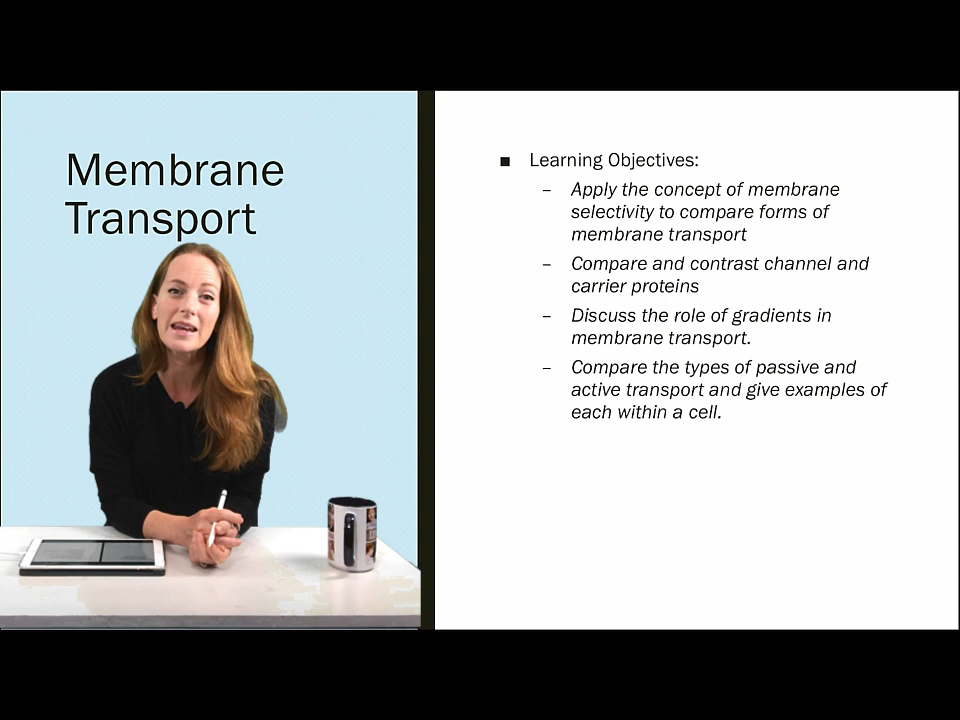 Membrane
Transport
■ Learning Objectives:
– Apply the concept of membrane
selectivity to compare forms of
membrane transport
– Compare and contrast channel and
carrier proteins
– Discuss the role of gradients in
membrane transport.
– Compare the types of passive and
active transport and give examples of
each within a cell.